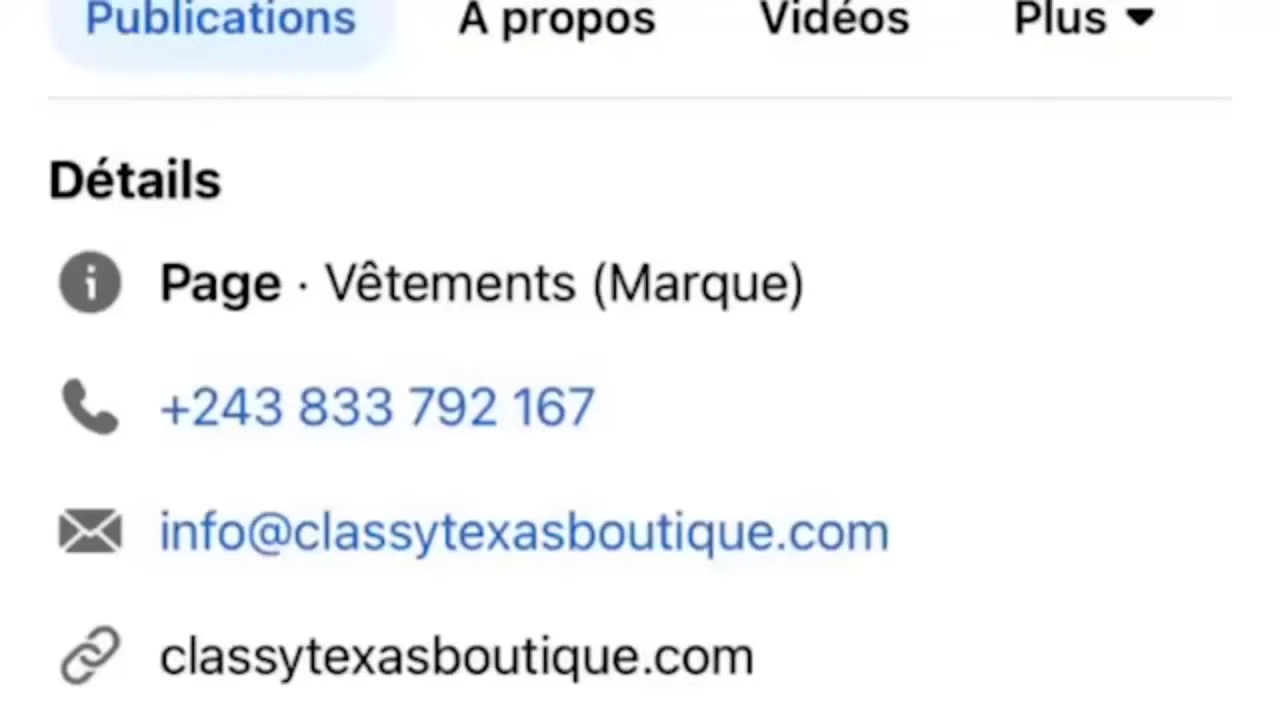 Publications À propos Vidéos Plus
Détails
Page · Vêtements (Marque)
+243 833 792 167
info@classytexasboutique.com
classytexasboutique.com